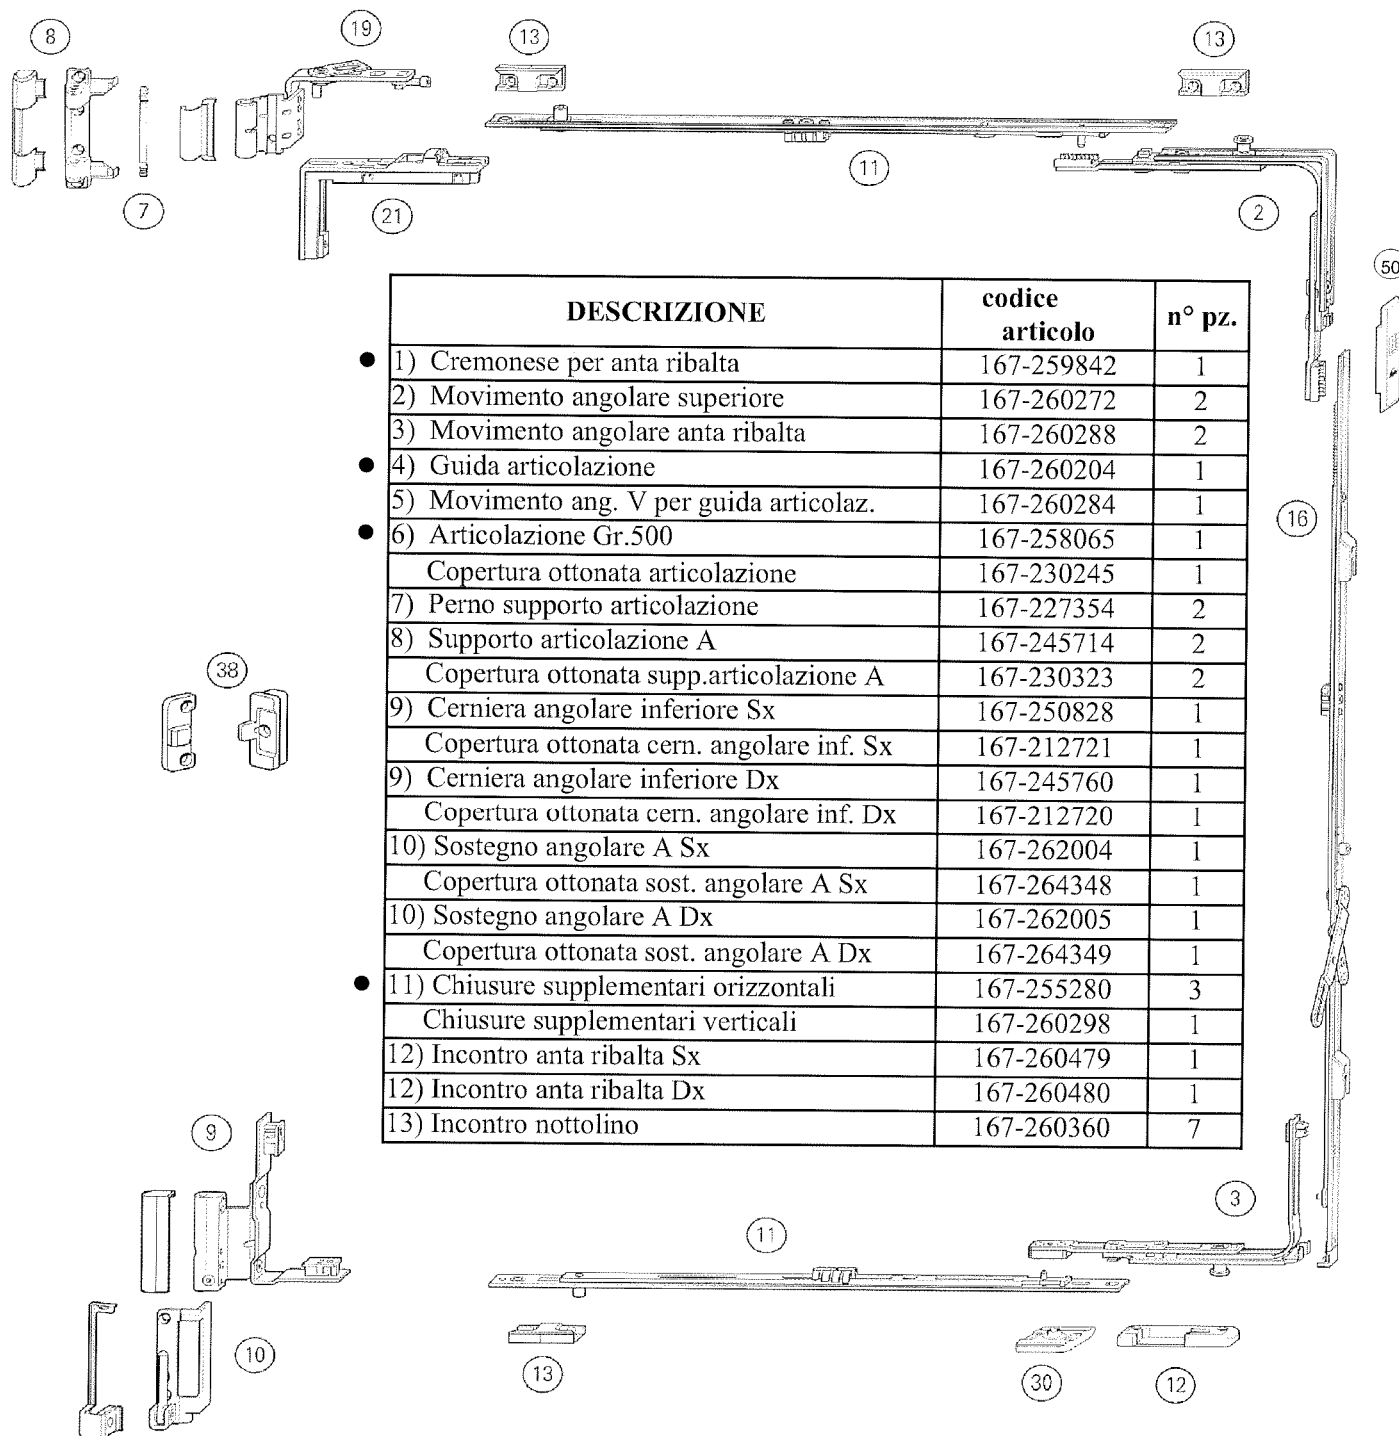 8
19
13
13
7
21
11
2
50
DESCRIZIONE codice articolo n° pz.
● 1) Cremonese per anta ribalta 167-259842 1
2) Movimento angolare superiore 167-260272 2
3) Movimento angolare anta ribalta 167-260288 2
● 4) Guida articolazione 167-260204 1
5) Movimento ang. V per guida articolaz. 167-260284 1
● 6) Articolazione Gr.500 167-258065 1
Copertura ottonata articolazione 167-230245 1
7) Perno supporto articolazione 167-227354 2
8) Supporto articolazione A 167-245714 2
Copertura ottonata supp.articolazione A 167-230323 2
9) Cerniera angolare inferiore Sx 167-250828 1
Copertura ottonata cern. angolare inf. Sx 167-212721 1
9) Cerniera angolare inferiore Dx 167-245760 1
Copertura ottonata cern. angolare inf. Dx 167-212720 1
10) Sostegno angolare A Sx 167-262004 1
Copertura ottonata sost. angolare A Sx 167-264348 1
10) Sostegno angolare A Dx 167-262005 1
Copertura ottonata sost. angolare A Dx 167-264349 1
● 11) Chiusure supplementari orizzontali 167-255280 3
Chiusure supplementari verticali 167-260298 1
12) Incontro anta ribalta Sx 167-260479 1
12) Incontro anta ribalta Dx 167-260480 1
13) Incontro nottolino 167-260360 7
16
38
9
3
11
10
13
30
12